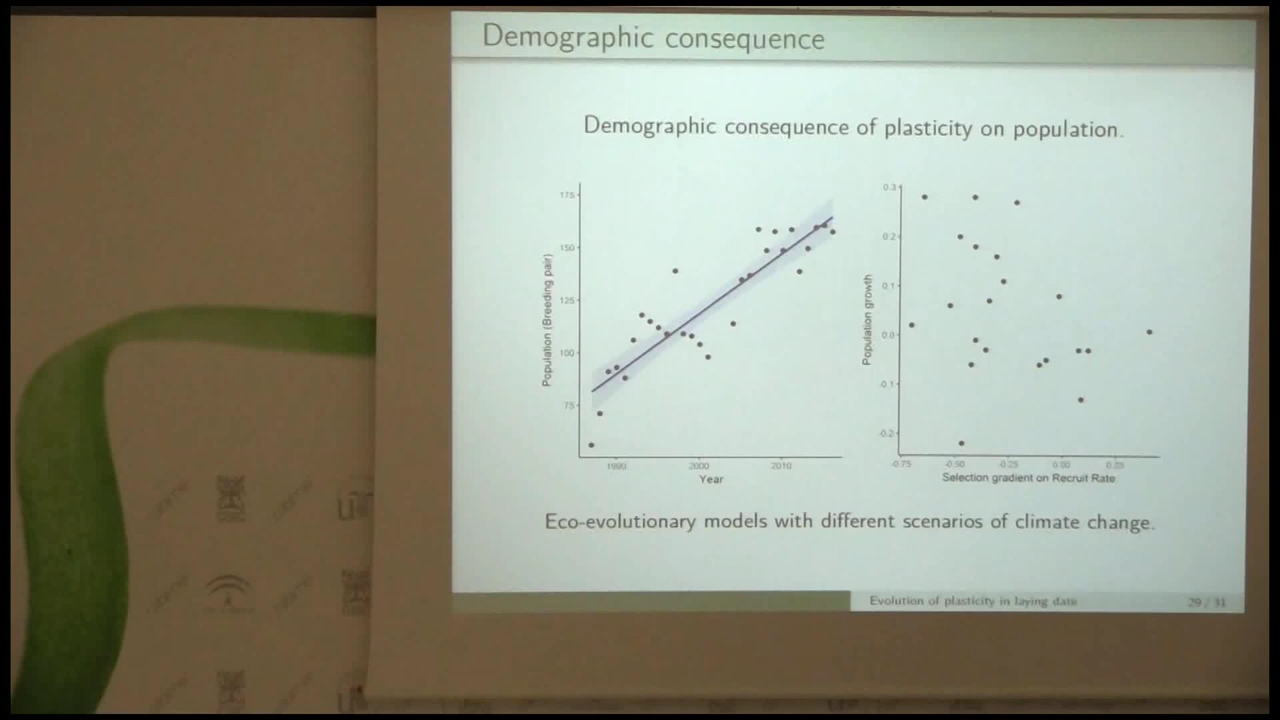 Demographic consequence
Demographic consequence of plasticity on population.
175
150
125
100
75
Population (Breeding pair)
1990
2000
2010
Year
0.3
0.2
0.1
0.0
-0.1
-0.2
Population growth
-0.75
-0.50
-0.25
0.00
0.25
Selection gradient on Recruit Rate
Eco-evolutionary models with different scenarios of climate change.
Evolution of plasticity in laying date
29 / 31